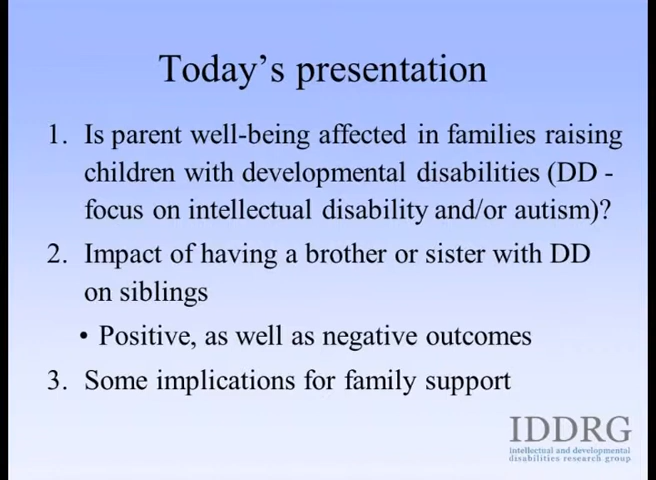 Today's presentation
1. Is parent well-being affected in families raising
children with developmental disabilities (DD -
focus on intellectual disability and/or autism)?
2. Impact of having a brother or sister with DD
on siblings
• Positive, as well as negative outcomes
3. Some implications for family support
IDDRG
intellectual and developmental
disabilities research group